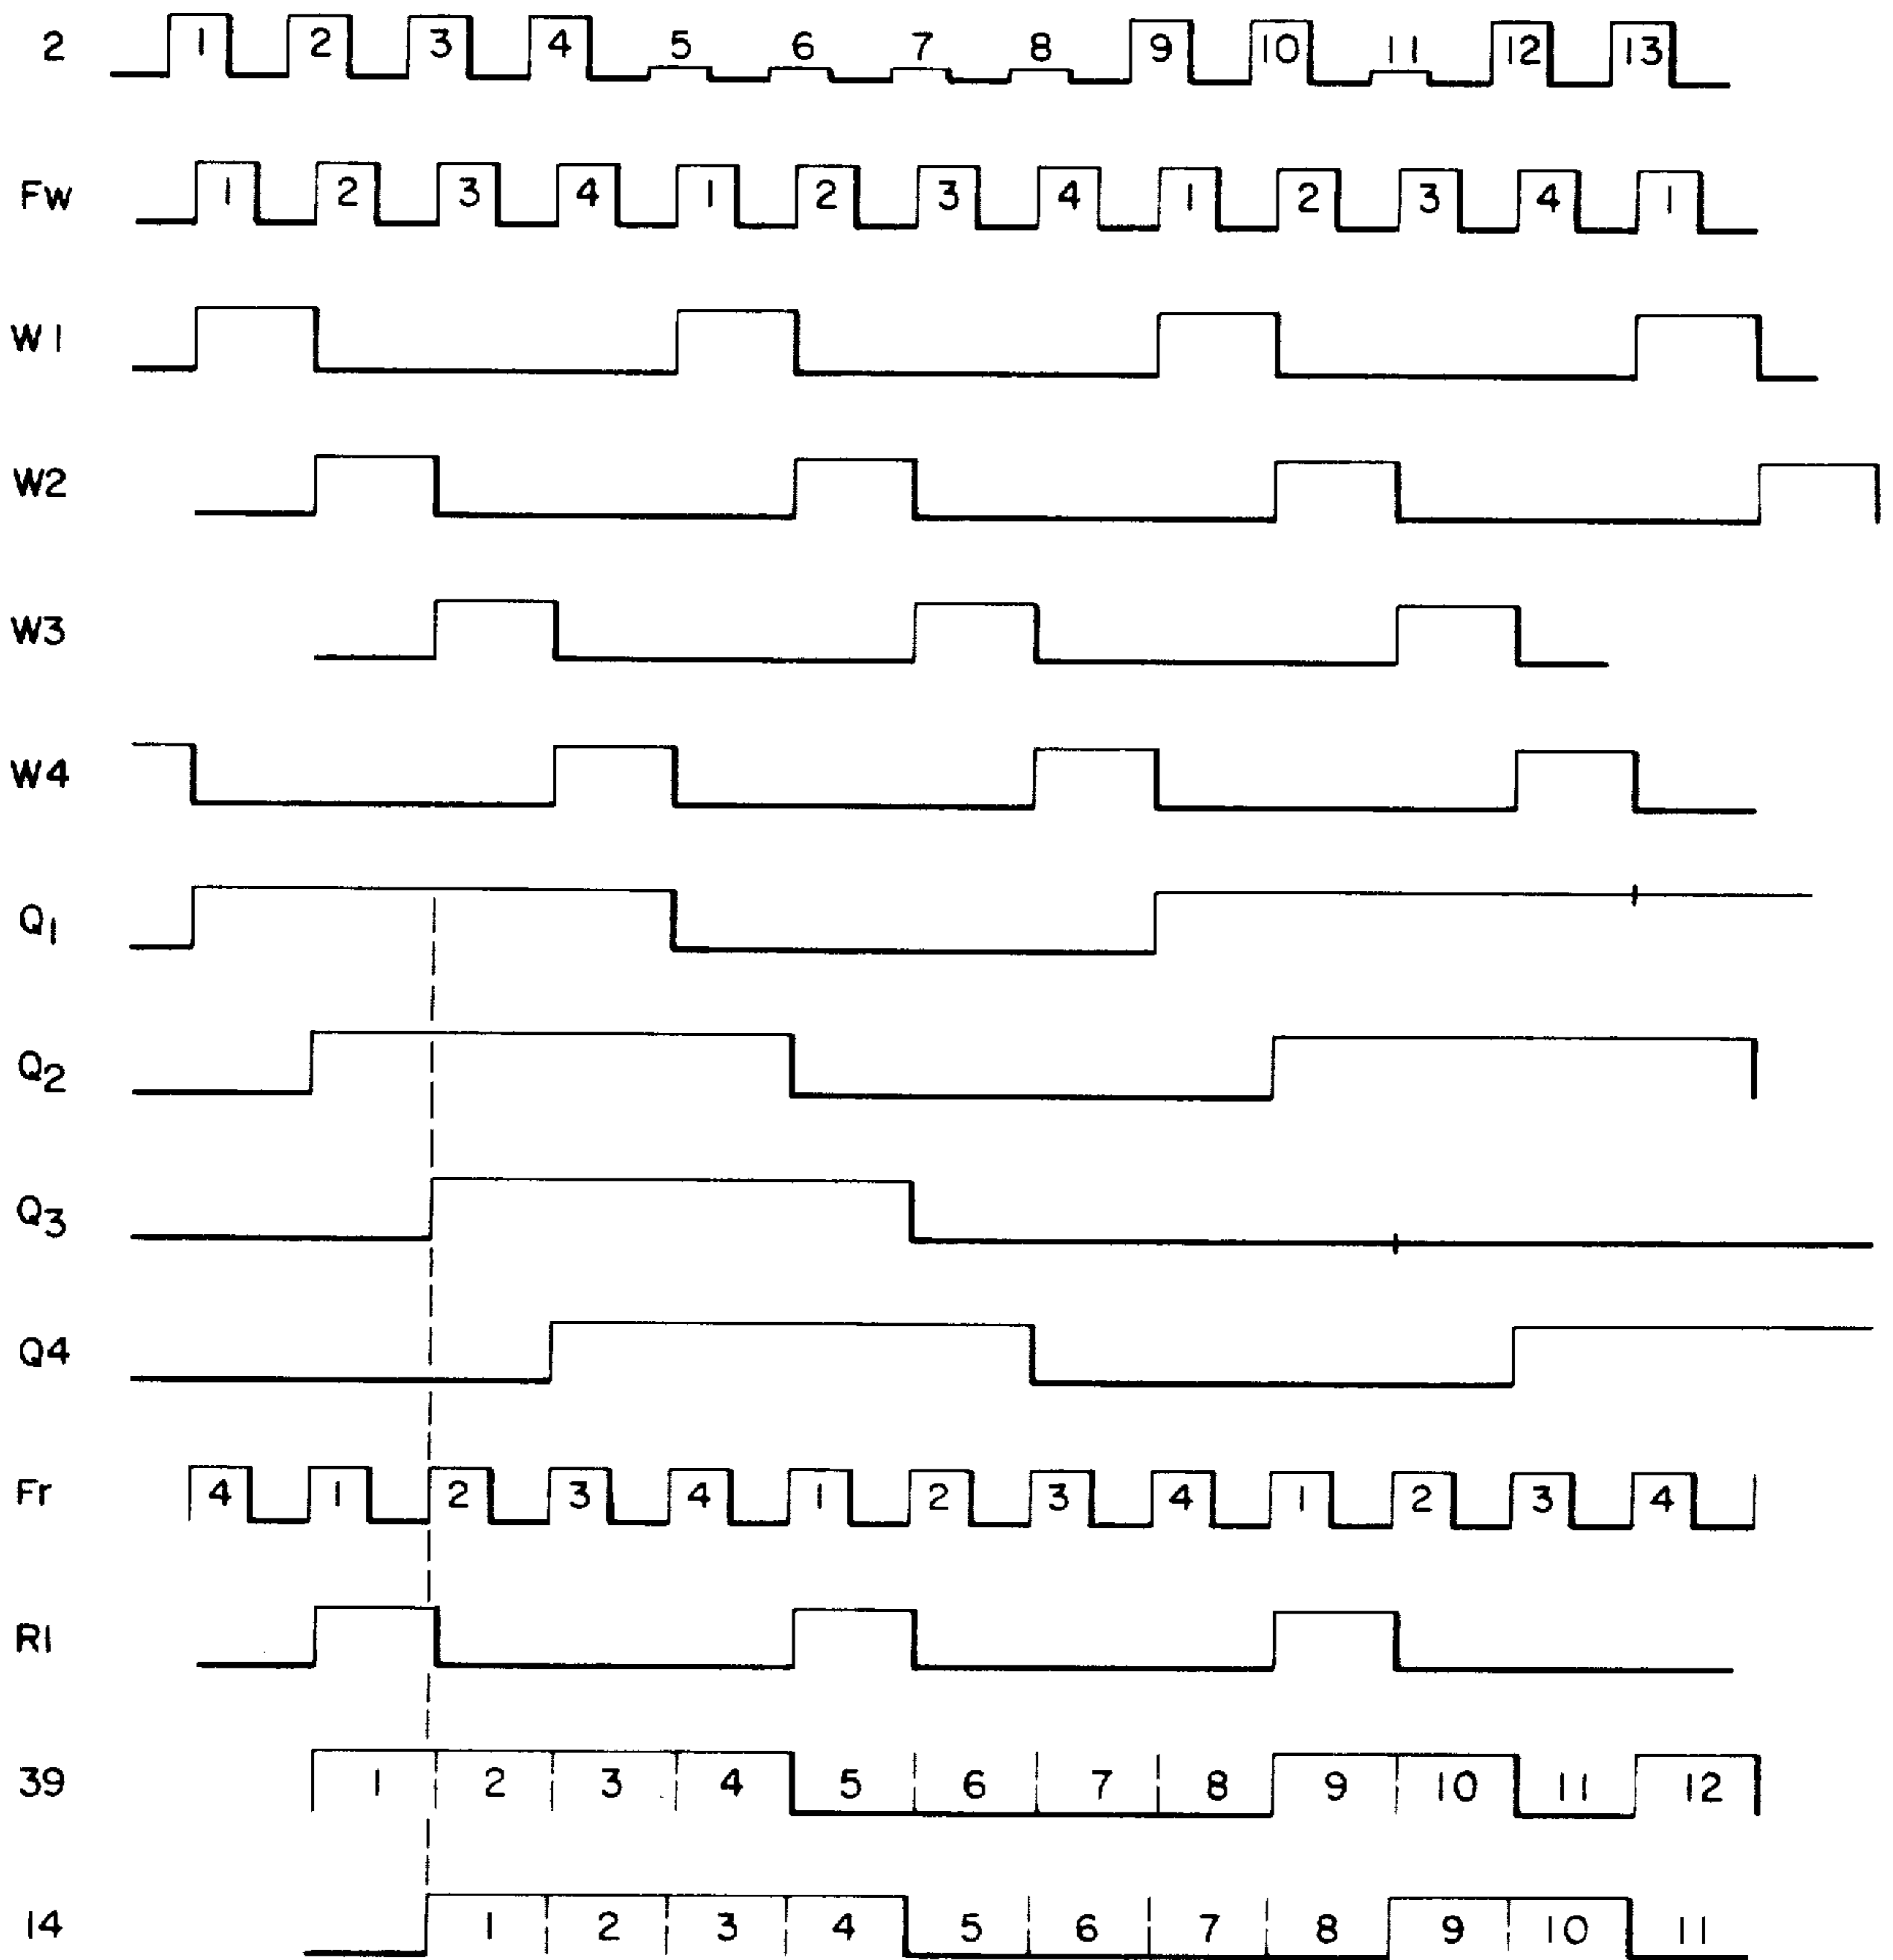 2 1 2 3 4 5 6 7 8 9 10 11 12 13
Fw 1 2 3 4 1 2 3 4 1 2 3 4 1
W1
W2
W3
W4
Q1
Q2
Q3
Q4
Fr 4 1 2 3 4 1 2 3 4 1 2 3 4
R1
39 1 2 3 4 5 6 7 8 9 10 11 12
14 1 2 3 4 5 6 7 8 9 10 11